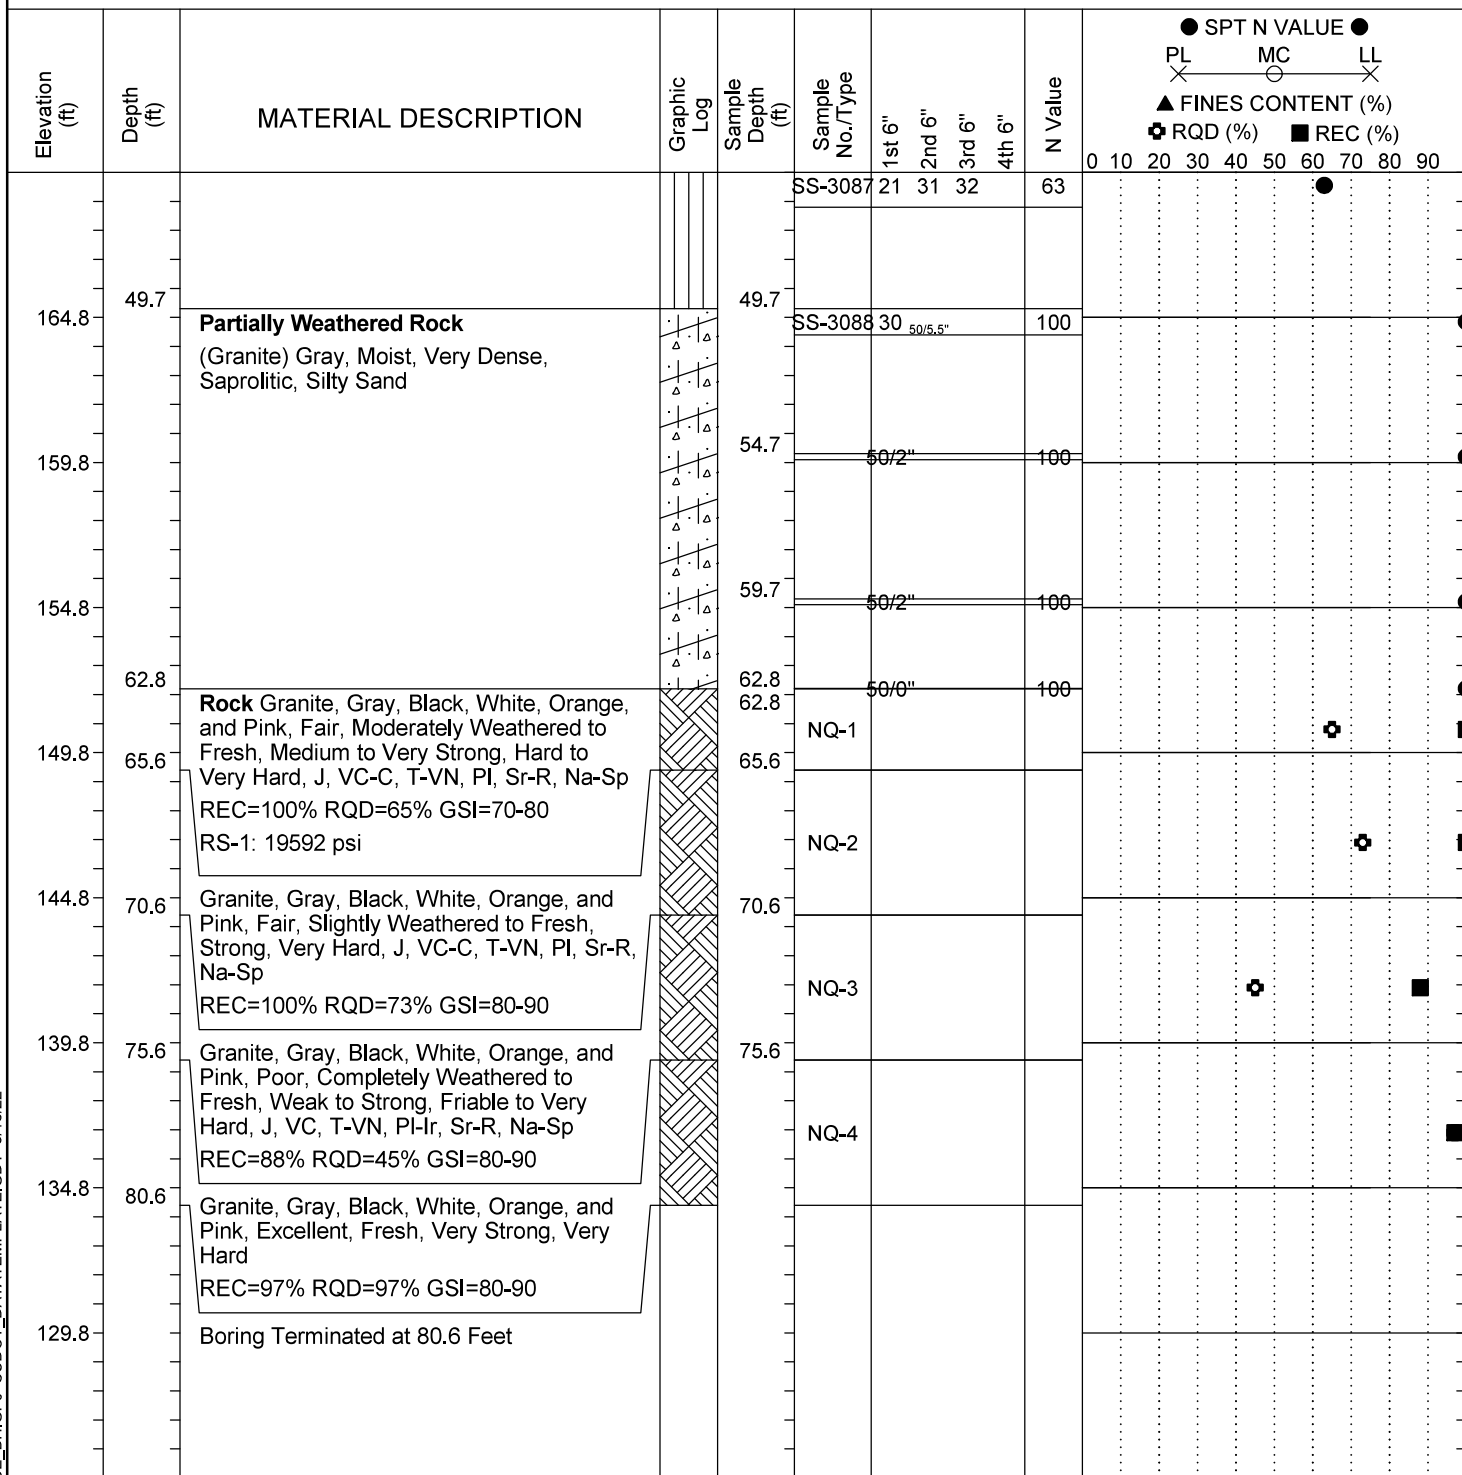 Elevation (ft)
Depth (ft)
MATERIAL DESCRIPTION
Graphic Log
Sample Depth (ft)
Sample No./Type
1st 6"
2nd 6"
3rd 6"
4th 6"
N Value
SPT N VALUE
PL MC LL
FINES CONTENT (%)
RQD (%) REC (%)
0 10 20 30 40 50 60 70 80 90
SS-3087 21 31 32 63
49.7 49.7
164.8 Partially Weathered Rock SS-3088 30 50/5.5" 100
(Granite) Gray, Moist, Very Dense,
Saprolitic, Silty Sand
54.7
159.8 50/2" 100
59.7
154.8 50/2" 100
62.8 62.8
50/0" 100
62.8
Rock Granite, Gray, Black, White, Orange,
and Pink, Fair, Moderately Weathered to NQ-1
149.8 65.6 Fresh, Medium to Very Strong, Hard to 65.6
Very Hard, J, VC-C, T-VN, Pl, Sr-R, Na-Sp
REC=100% RQD=65% GSI=70-80
RS-1: 19592 psi NQ-2
144.8 70.6 Granite, Gray, Black, White, Orange, and 70.6
Pink, Fair, Slightly Weathered to Fresh,
Strong, Very Hard, J, VC-C, T-VN, Pl, Sr-R,
Na-Sp NQ-3
REC=100% RQD=73% GSI=80-90
139.8 75.6 Granite, Gray, Black, White, Orange, and 75.6
Pink, Poor, Completely Weathered to
Fresh, Weak to Strong, Friable to Very
Hard, J, VC, T-VN, Pl-Ir, Sr-R, Na-Sp NQ-4
REC=88% RQD=45% GSI=80-90
134.8 80.6 Granite, Gray, Black, White, Orange, and
Pink, Excellent, Fresh, Very Strong, Very
Hard
REC=97% RQD=97% GSI=80-90
129.8 Boring Terminated at 80.6 Feet